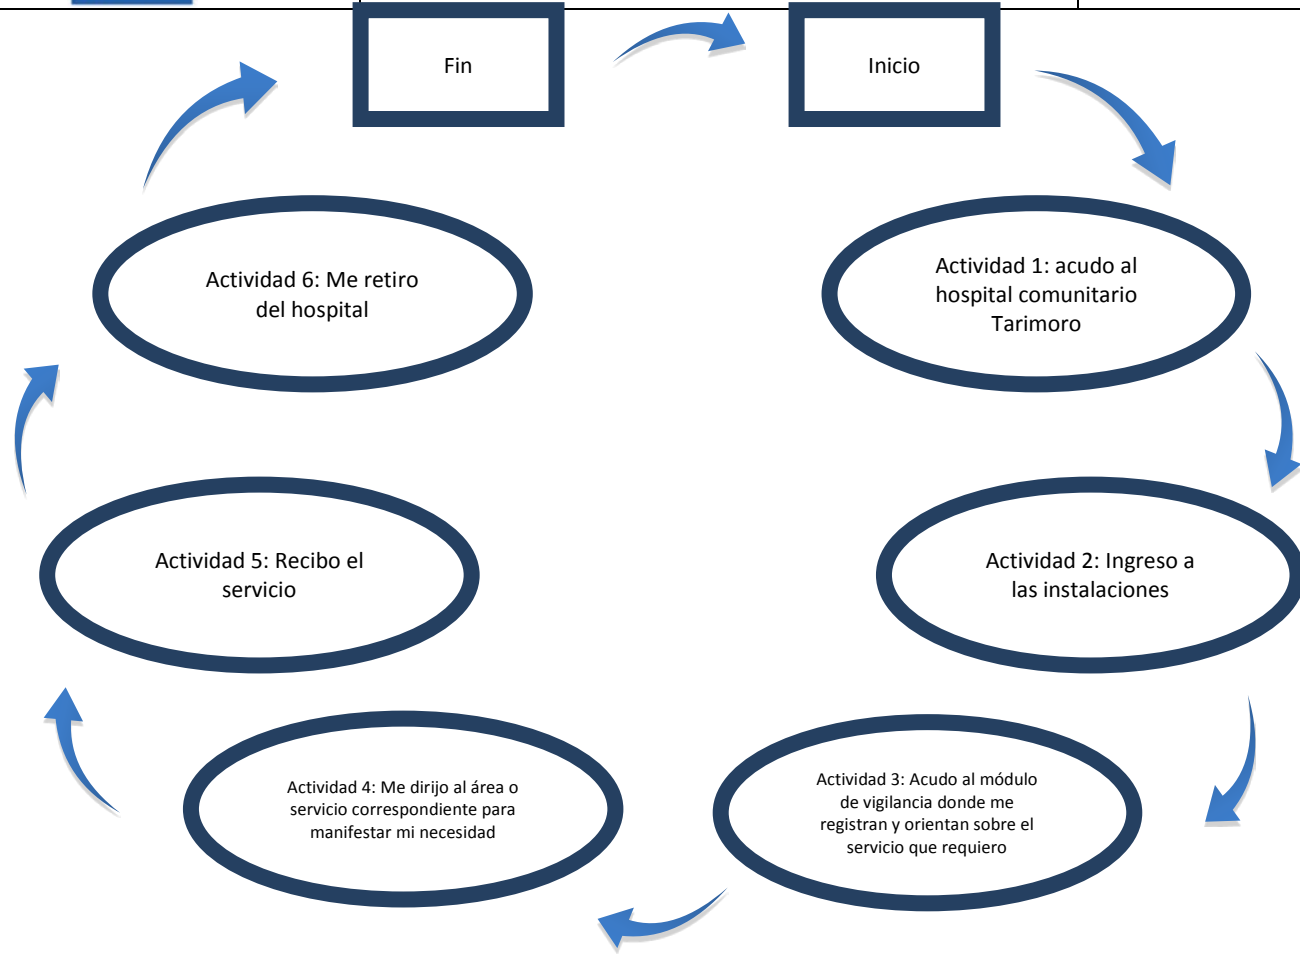 Fin
Inicio
Actividad 1: acudo al
hospital comunitario
Tarimoro
Actividad 2: Ingreso a
las instalaciones
Actividad 3: Acudo al módulo
de vigilancia donde me
registran y orientan sobre el
servicio que requiero
Actividad 4: Me dirijo al área o
servicio correspondiente para
manifestar mi necesidad
Actividad 5: Recibo el
servicio
Actividad 6: Me retiro
del hospital